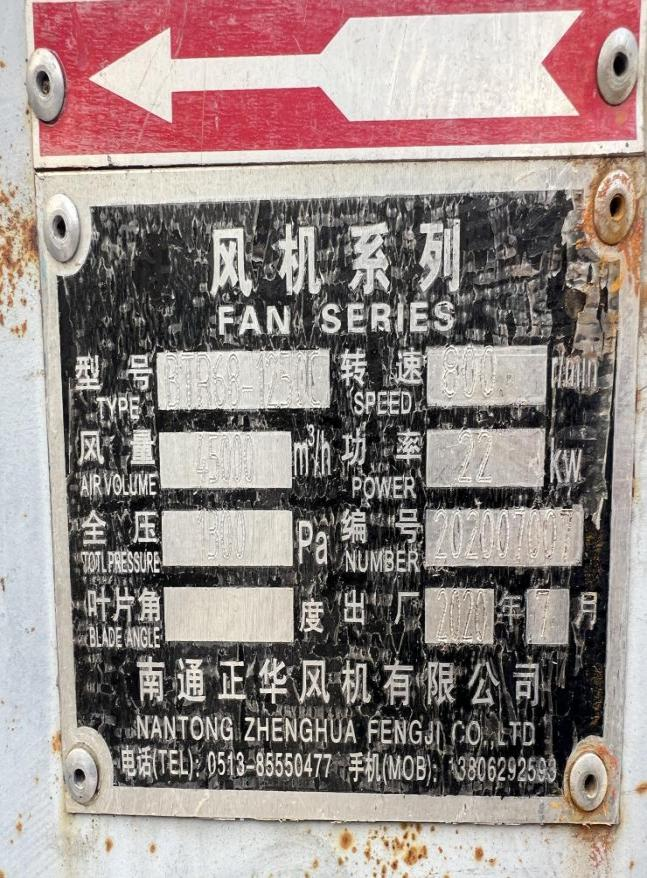 风机系列
FAN SERIES
型号 BTR68-1250C 转速 800 r/min
TYPE SPEED
风量 45000 m³/h 功率 22 KW
AIR VOLUME POWER
全压 1300 Pa 编号 202007007
TOTL PRESSURE NUMBER
叶片角 度 出厂 2020 年 7 月
BLADE ANGLE
南通正华风机有限公司
NANTONG ZHENGHUA FENGJI CO.,LTD
电话(TEL): 0513-85550477 手机(MOB): 13806292593